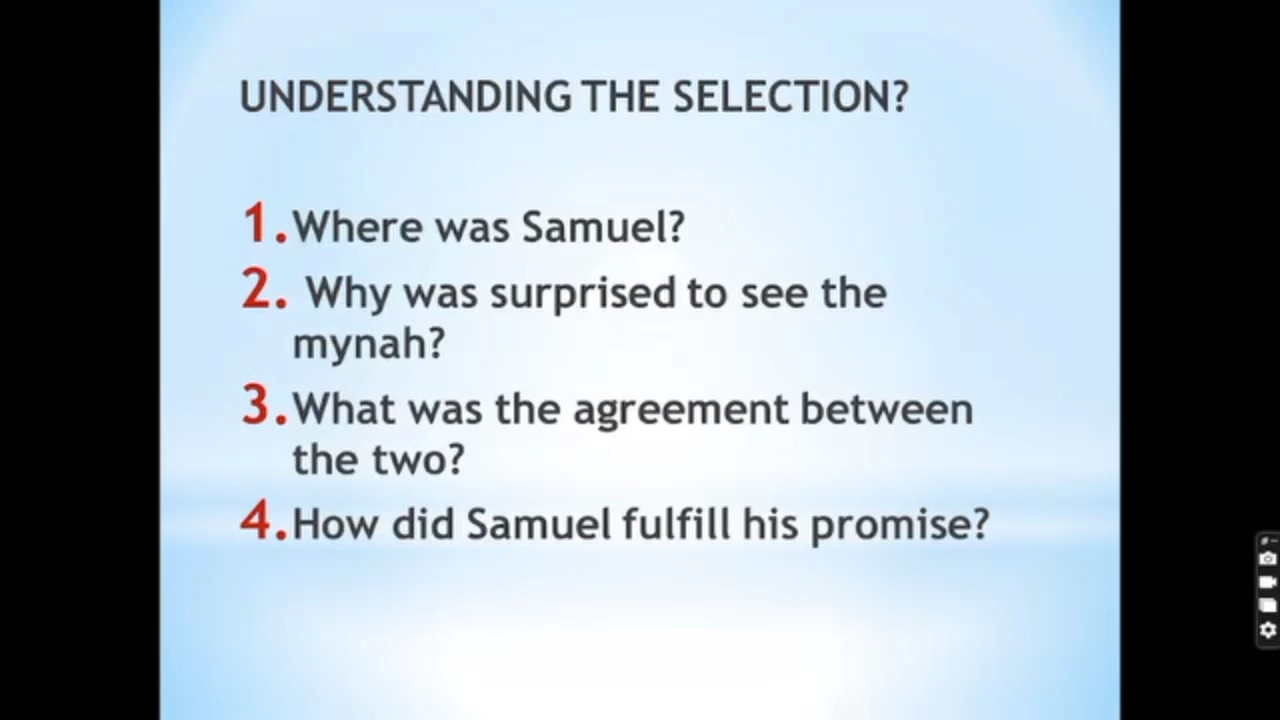 UNDERSTANDING THE SELECTION?
1. Where was Samuel?
2. Why was surprised to see the
mynah?
3. What was the agreement between
the two?
4. How did Samuel fulfill his promise?